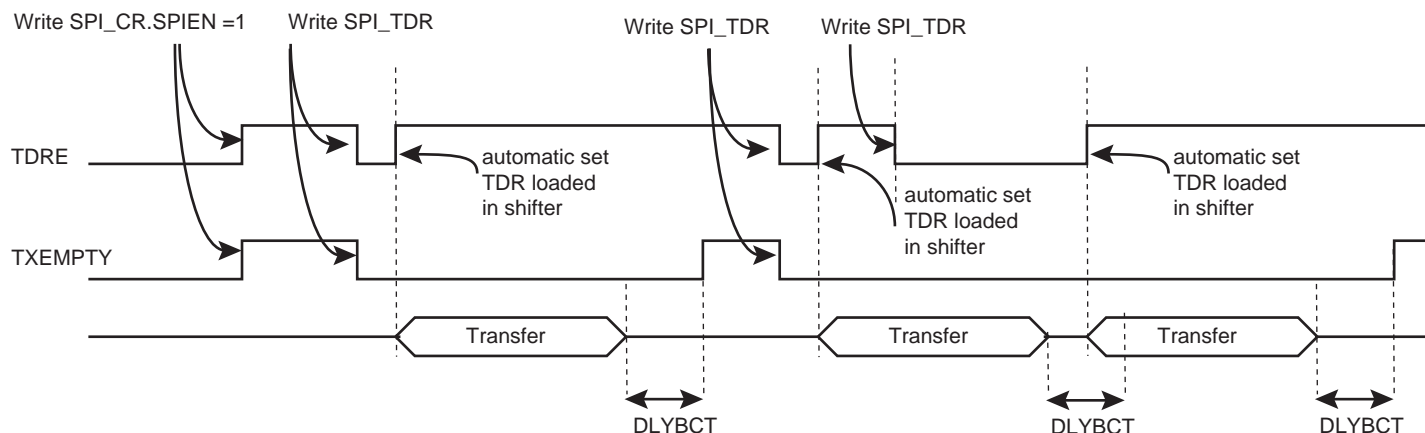 Write SPI_CR.SPIEN =1
Write SPI_TDR
Write SPI_TDR
Write SPI_TDR
TDRE
automatic set
TDR loaded
in shifter
automatic set
TDR loaded
in shifter
automatic set
TDR loaded
in shifter
TXEMPTY
Transfer
Transfer
Transfer
DLYBCT
DLYBCT
DLYBCT